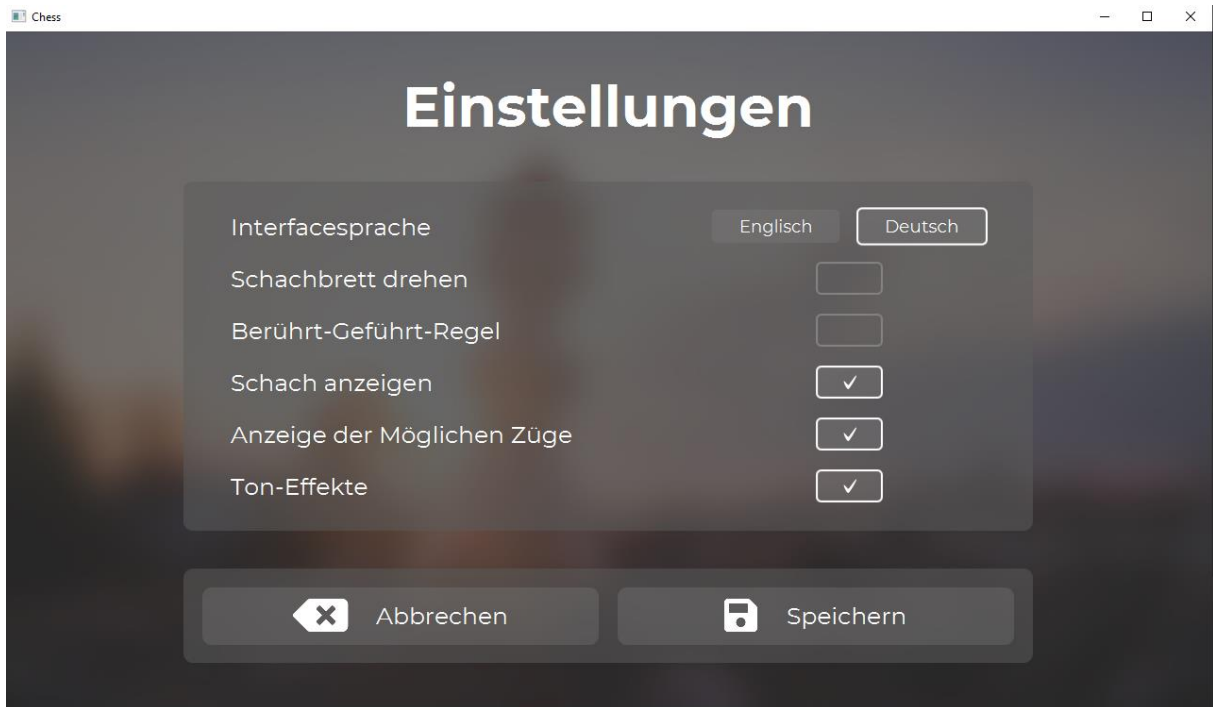 Chess
Einstellungen
Interfacesprache Englisch Deutsch
Schachbrett drehen
Berührt-Geführt-Regel
Schach anzeigen
Anzeige der Möglichen Züge
Ton-Effekte
Abbrechen Speichern